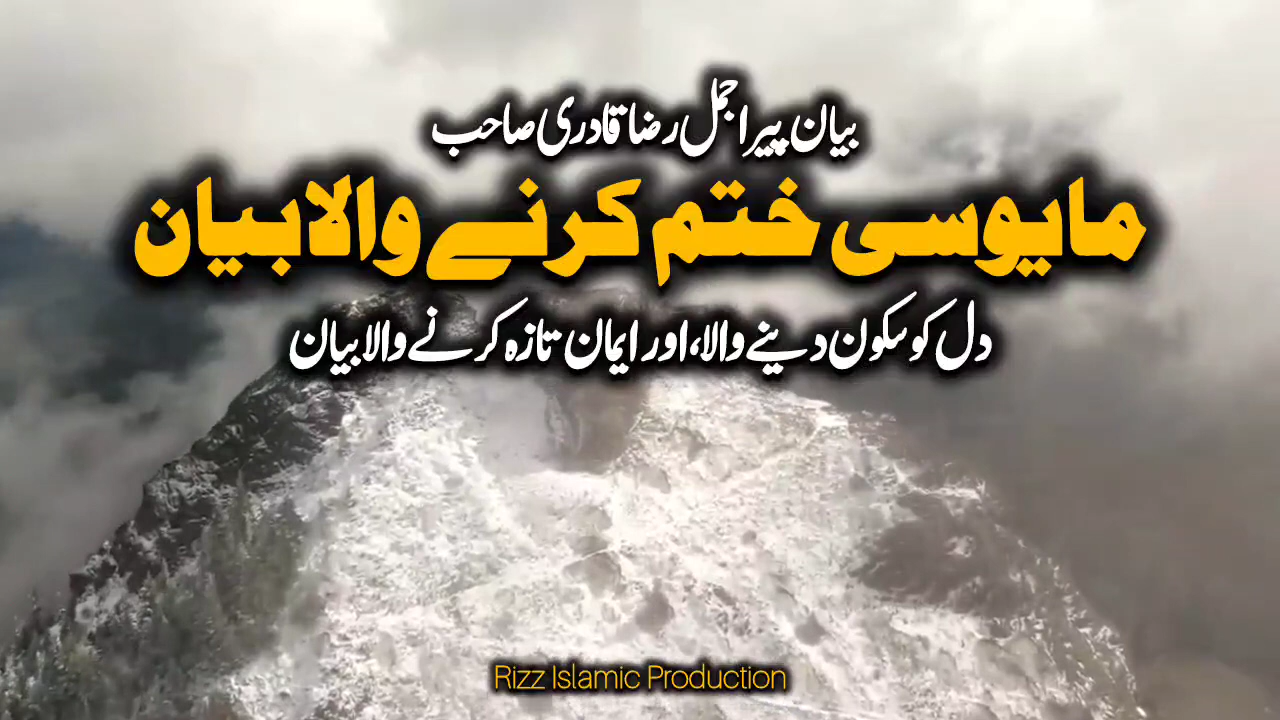 بیان پیر اجمل رضا قادری صاحب
مایوسی ختم کرنے والا بیان
دل کو سکون دینے والا، اور ایمان تازہ کرنے والا بیان
Rizz Islamic Production